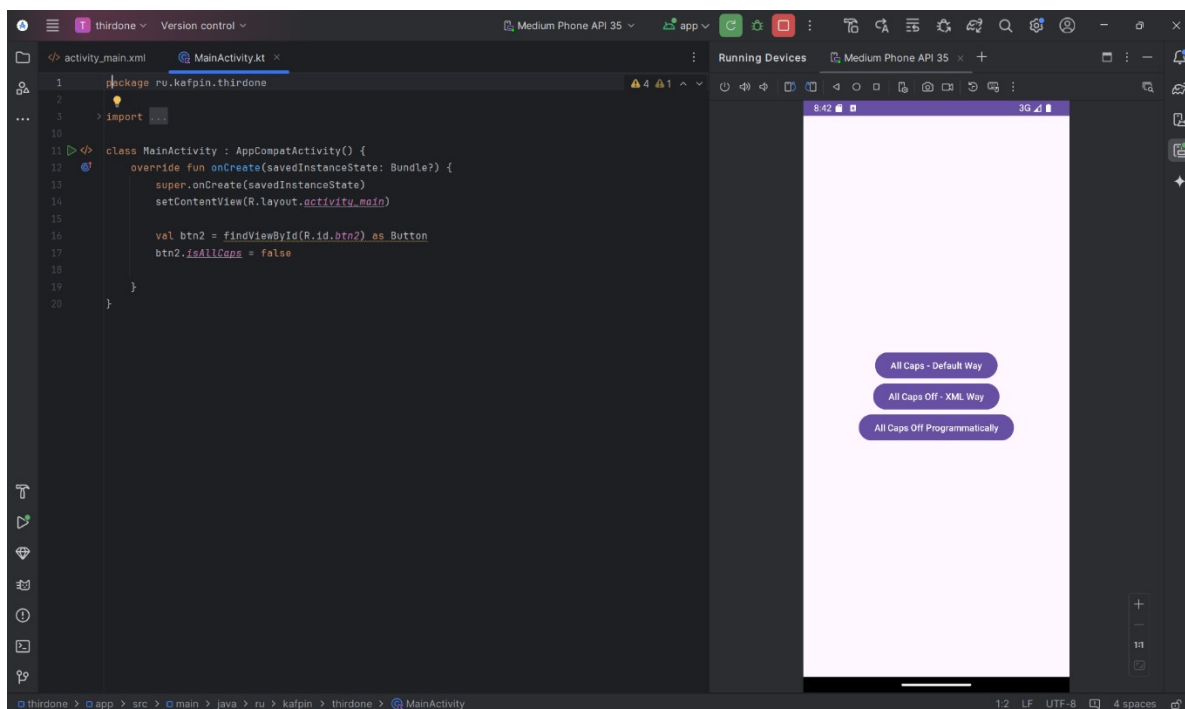 T thirdone Version control Medium Phone API 35 app
activity_main.xml MainActivity.kt Running Devices Medium Phone API 35
1 package ru.kafpin.thirdone 4 1
2
3 import ...
10
11 class MainActivity : AppCompatActivity() {
12 override fun onCreate(savedInstanceState: Bundle?) {
13 super.onCreate(savedInstanceState)
14 setContentView(R.layout.activity_main)
15
16 val btn2 = findViewById(R.id.btn2) as Button
17 btn2.isAllCaps = false
18
19 }
20 }
8:42 3G
All Caps - Default Way
All Caps Off - XML Way
All Caps Off Programmatically
1:1
thirdone > app > src > main > java > ru > kafpin > thirdone > MainActivity 1:2 LF UTF-8 4 spaces